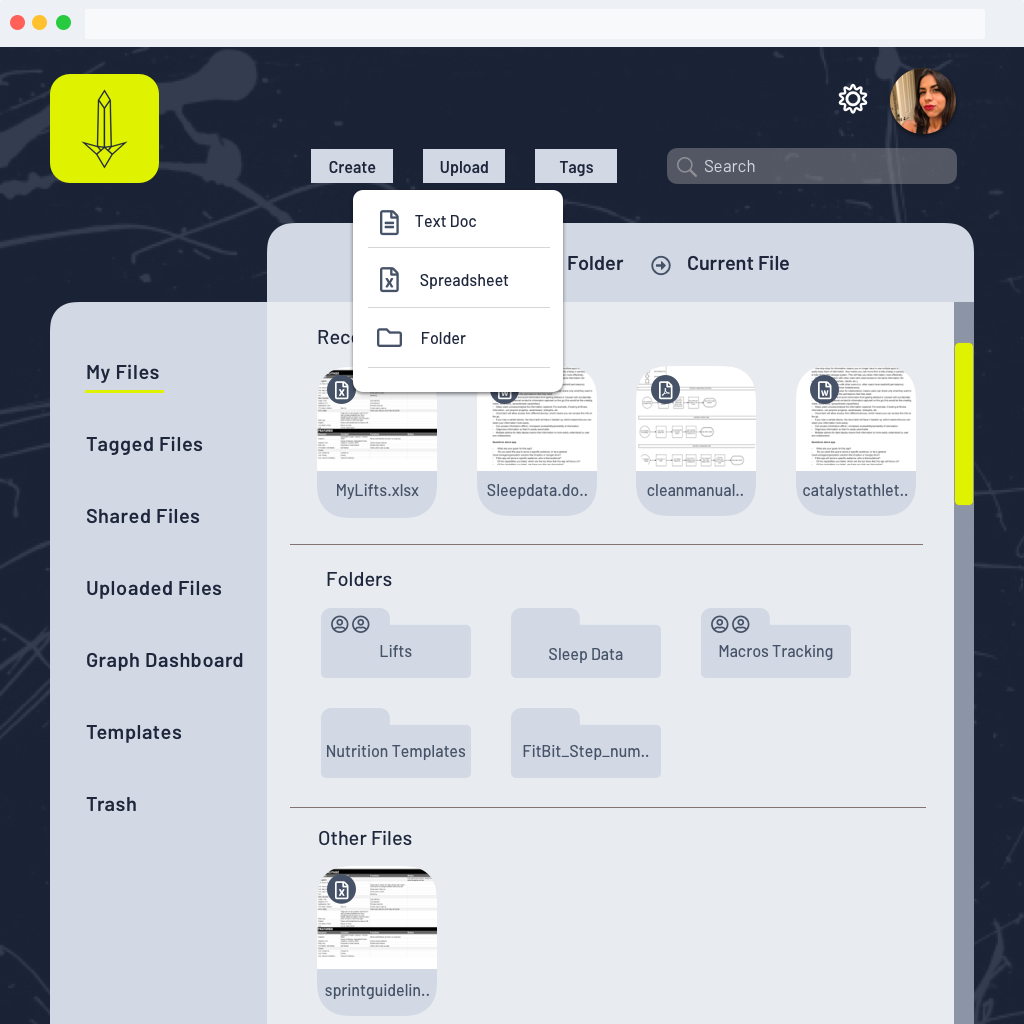 Create
Upload
Tags
Search
Text Doc
Spreadsheet
Folder
Folder
Current File
My Files
Tagged Files
Shared Files
Uploaded Files
Graph Dashboard
Templates
Trash
MyLifts.xlsx
Sleepdata.do..
cleanmanual..
catalystathlet..
Folders
Lifts
Sleep Data
Macros Tracking
Nutrition Templates
FitBit_Step_num..
Other Files
sprintguidelin..